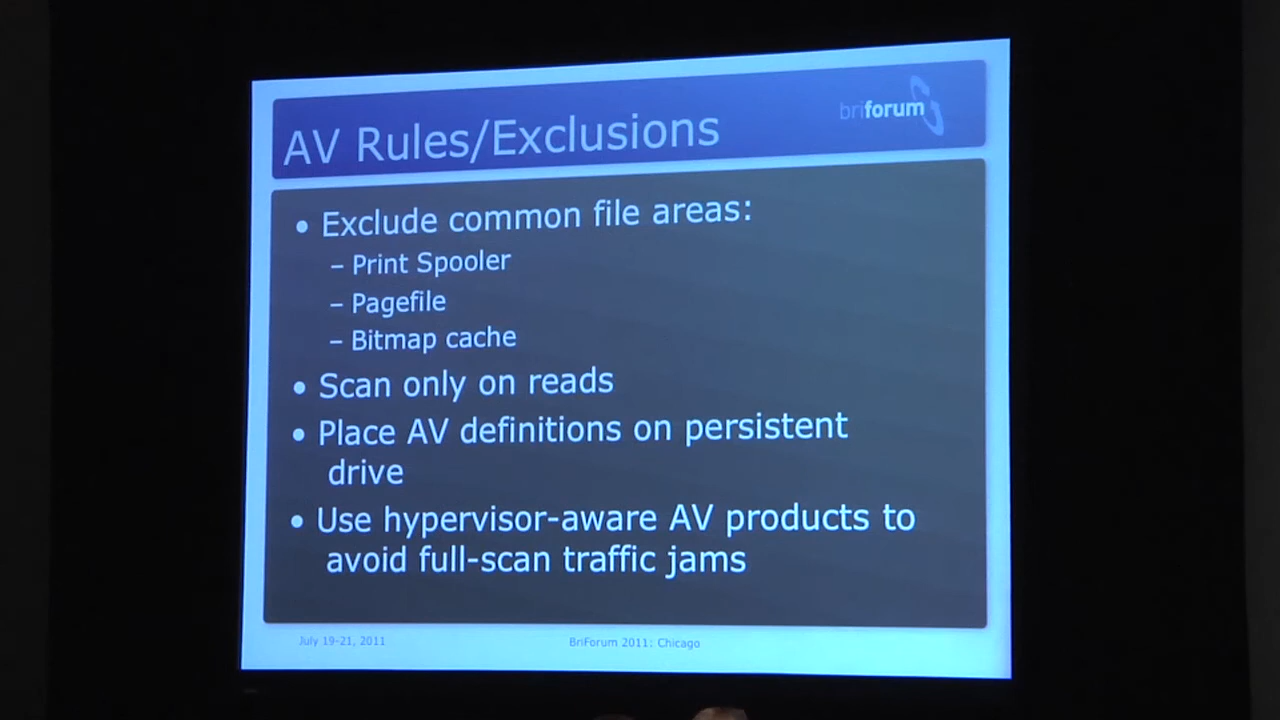 briforum
AV Rules/Exclusions
• Exclude common file areas:
– Print Spooler
– Pagefile
– Bitmap cache
• Scan only on reads
• Place AV definitions on persistent
drive
• Use hypervisor-aware AV products to
avoid full-scan traffic jams
July 19-21, 2011
BriForum 2011: Chicago